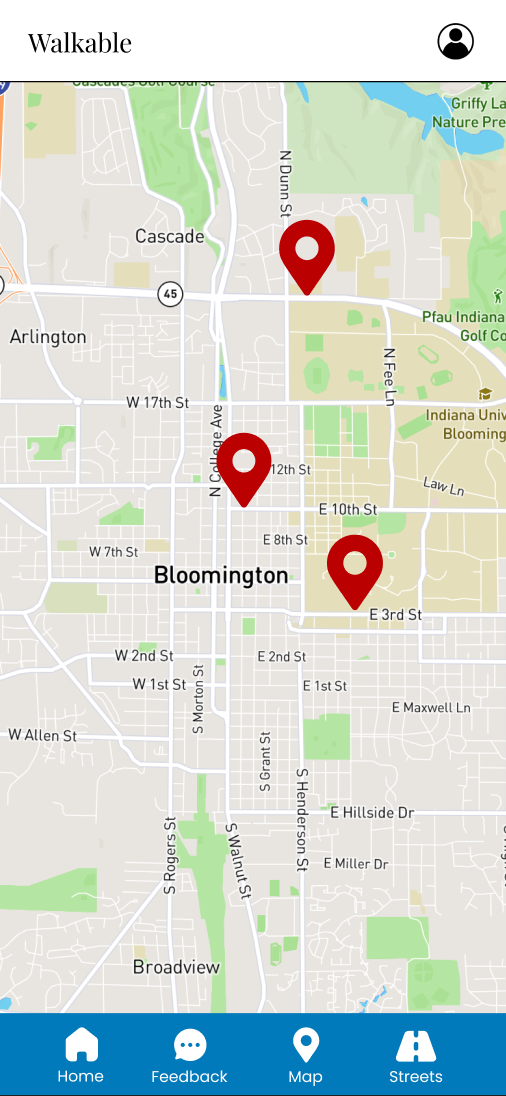 Walkable
Cascades Golf Course
Griffy La
Nature Pre
N Dunn St
Cascade
45
Pfau Indiana
Golf Co
Arlington
N Fee Ln
W 17th St
Indiana Univ
Blooming
N College Ave
12th St
Law Ln
E 10th St
E 8th St
W 7th St
Bloomington
E 3rd St
W 2nd St
E 2nd St
W 1st St
E 1st St
S Morton St
E Maxwell Ln
W Allen St
S Grant St
S Henderson St
E Hillside Dr
S Rogers St
S Walnut St
E Miller Dr
Broadview
Home
Feedback
Map
Streets